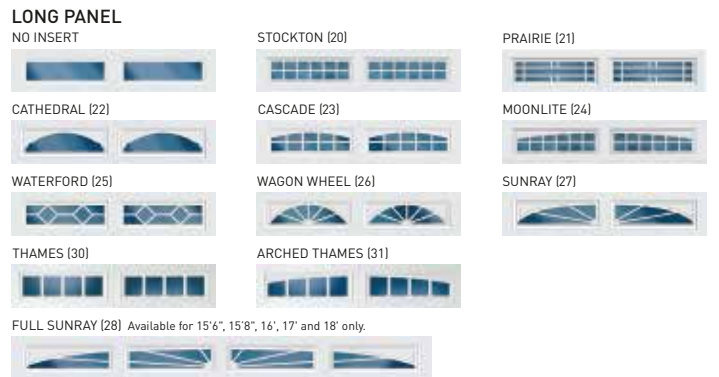 LONG PANEL
NO INSERT
STOCKTON (20)
PRAIRIE (21)
CATHEDRAL (22)
CASCADE (23)
MOONLITE (24)
WATERFORD (25)
WAGON WHEEL (26)
SUNRAY (27)
THAMES (30)
ARCHED THAMES (31)
FULL SUNRAY (28) Available for 15'6", 15'8", 16', 17' and 18' only.